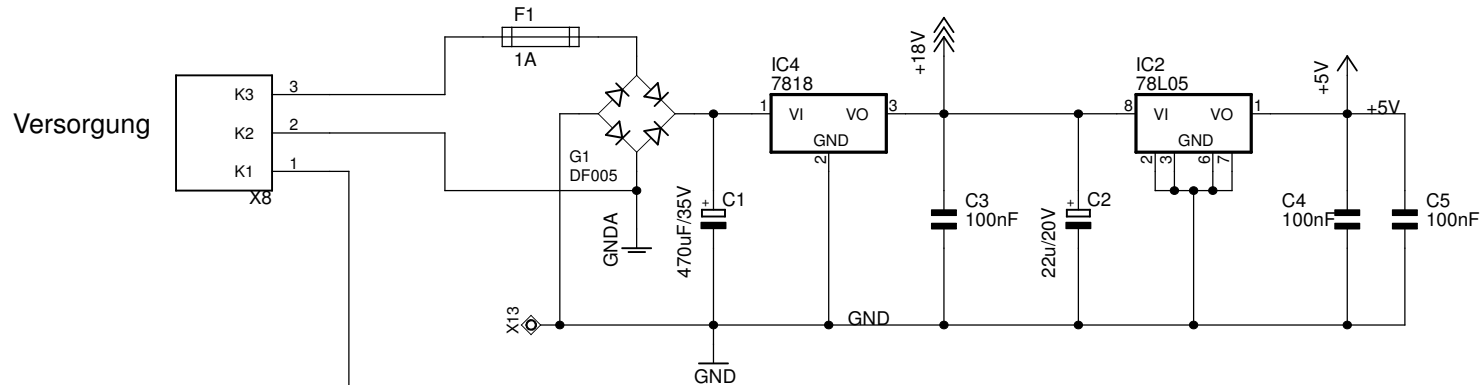 F1
1A
Versorgung
K3
3
K2
2
K1
1
X8
G1
DF005
GNDA
470uF/35V
+
C1
IC4
7818
1
VI
VO
3
GND
2
+18V
C3
100nF
22u/20V
+
C2
IC2
78L05
8
VI
VO
1
GND
2
3
6
7
+5V
+5V
C4
100nF
C5
100nF
X13
GND
GND